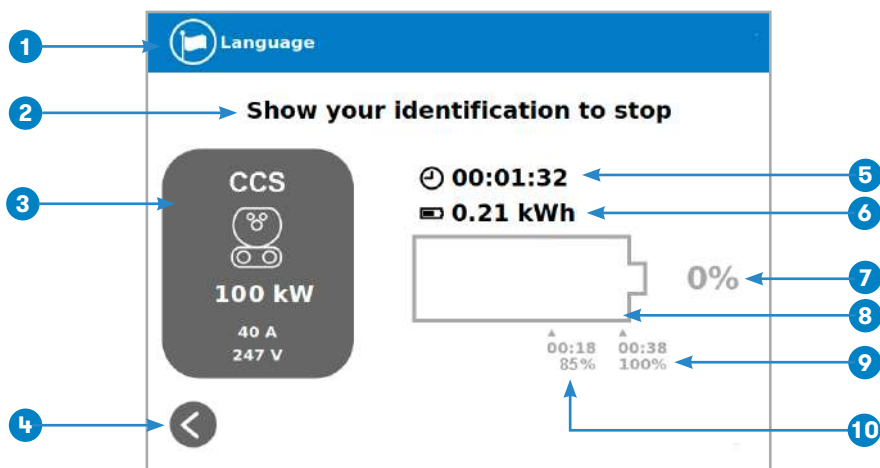 1
Language
2
Show your identification to stop
3
CCS
100 kW
40 A
247 V
4
00:01:32
5
0.21 kWh
6
0%
7
8
00:18 00:38
85% 100%
9
10